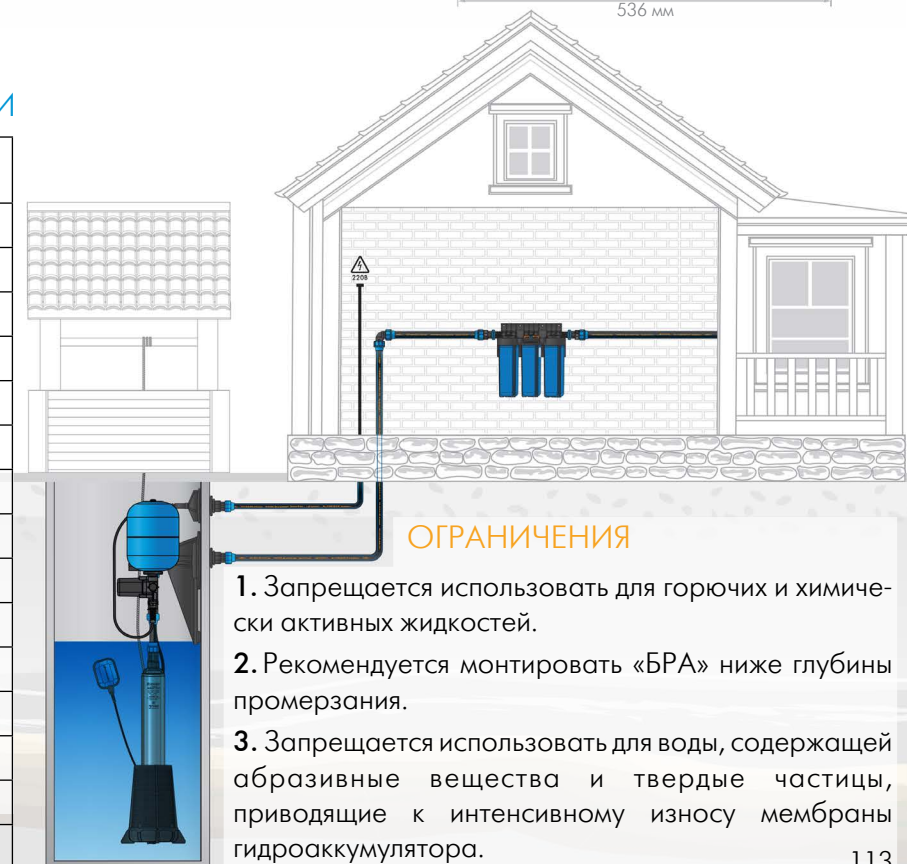 536 мм
И
220В
ОГРАНИЧЕНИЯ
1. Запрещается использовать для горючих и химиче-
ски активных жидкостей.
2. Рекомендуется монтировать «БРА» ниже глубины
промерзания.
3. Запрещается использовать для воды, содержащей
абразивные вещества и твердые частицы,
приводящие к интенсивному износу мембраны
гидроаккумулятора.
113